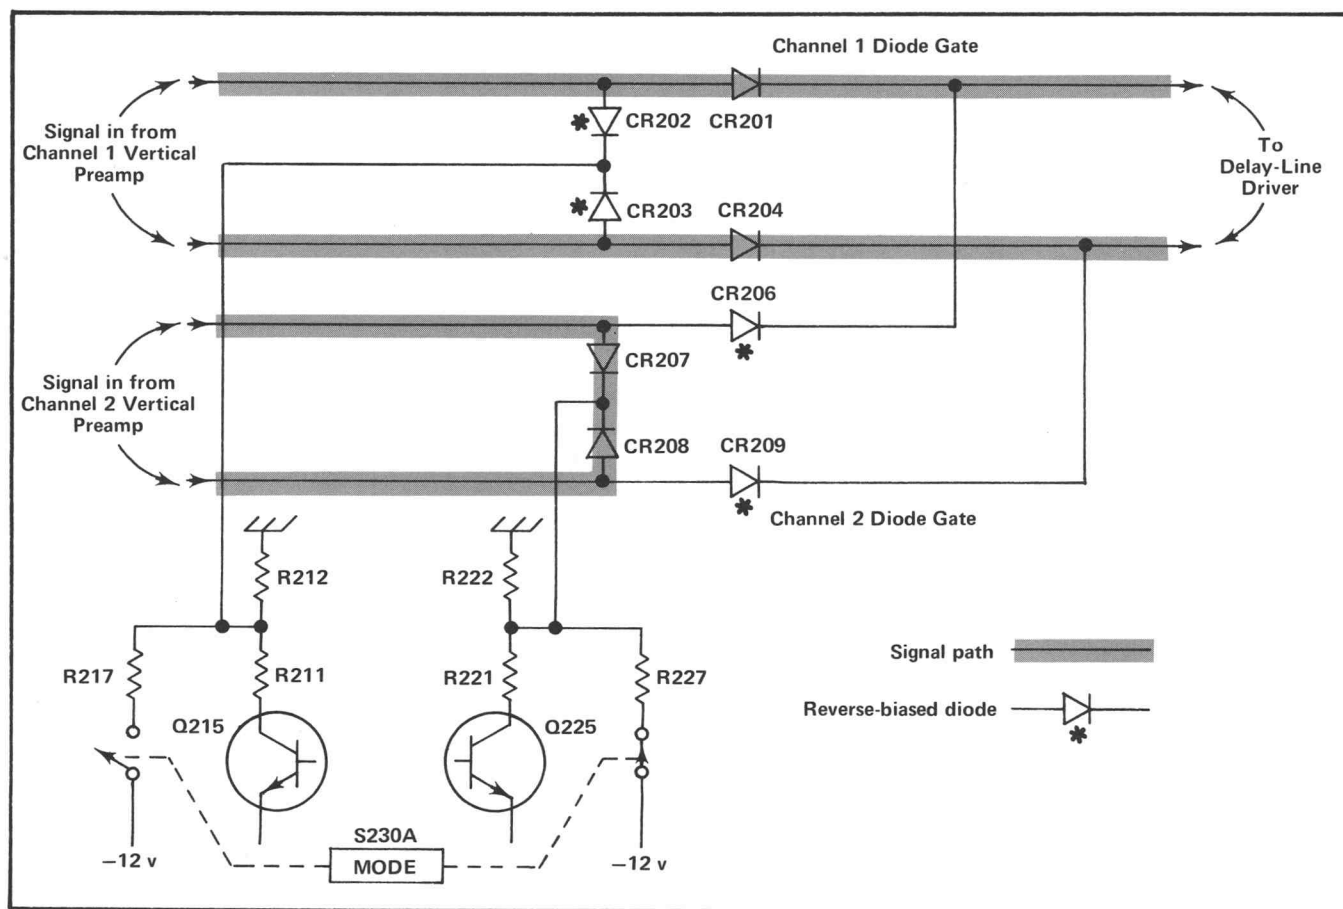 Channel 1 Diode Gate
Signal in from
Channel 1 Vertical
Preamp
* CR202
CR201
To
Delay-Line
Driver
* CR203
CR204
CR206
*
Signal in from
Channel 2 Vertical
Preamp
CR207
CR208
CR209
*
Channel 2 Diode Gate
R212
R222
R217
R211
R221
R227
Q215
Q225
Signal path
Reverse-biased diode
*
S230A
MODE
−12 v
−12 v